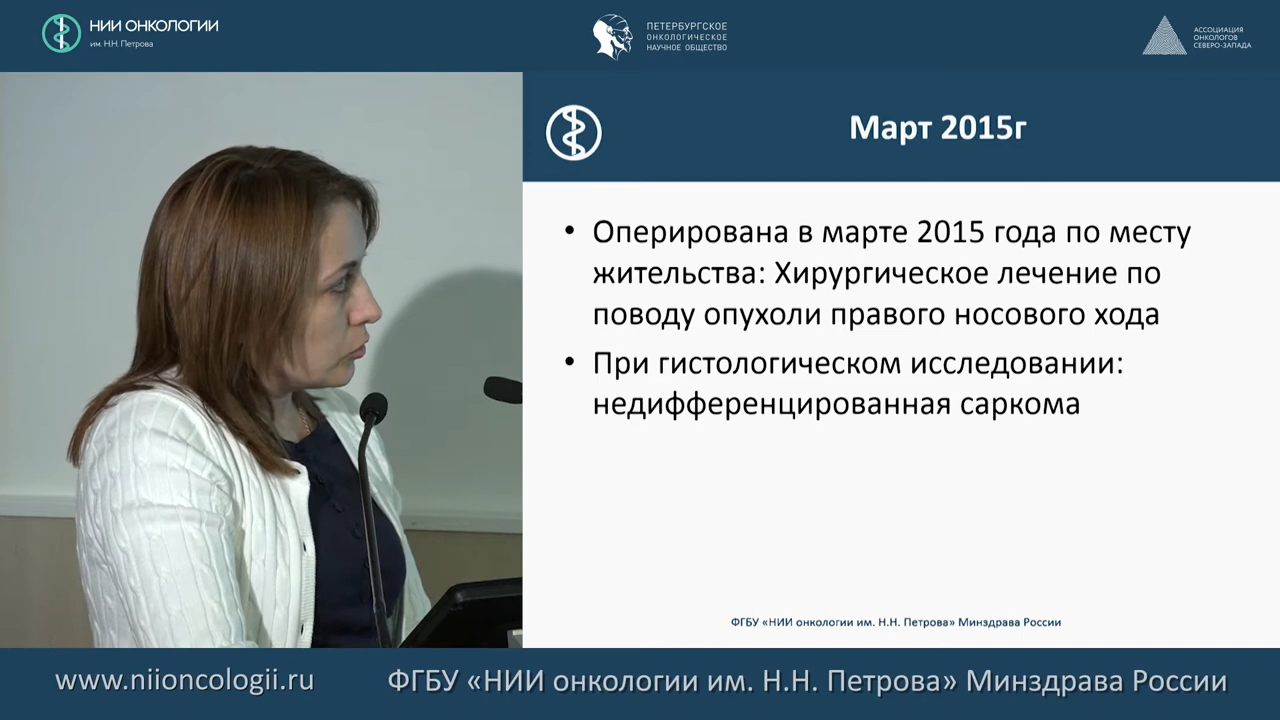 НИИ ОНКОЛОГИИ
им. Н.Н. Петрова
ПЕТЕРБУРГСКОЕ
ОНКОЛОГИЧЕСКОЕ
НАУЧНОЕ ОБЩЕСТВО
АССОЦИАЦИЯ
ОНКОЛОГОВ
СЕВЕРО-ЗАПАДА
Март 2015г
• Оперирована в марте 2015 года по месту
жительства: Хирургическое лечение по
поводу опухоли правого носового хода
• При гистологическом исследовании:
недифференцированная саркома
ФГБУ «НИИ онкологии им. Н.Н. Петрова» Минздрава России
www.niioncologii.ru
ФГБУ «НИИ онкологии им. Н.Н. Петрова» Минздрава России